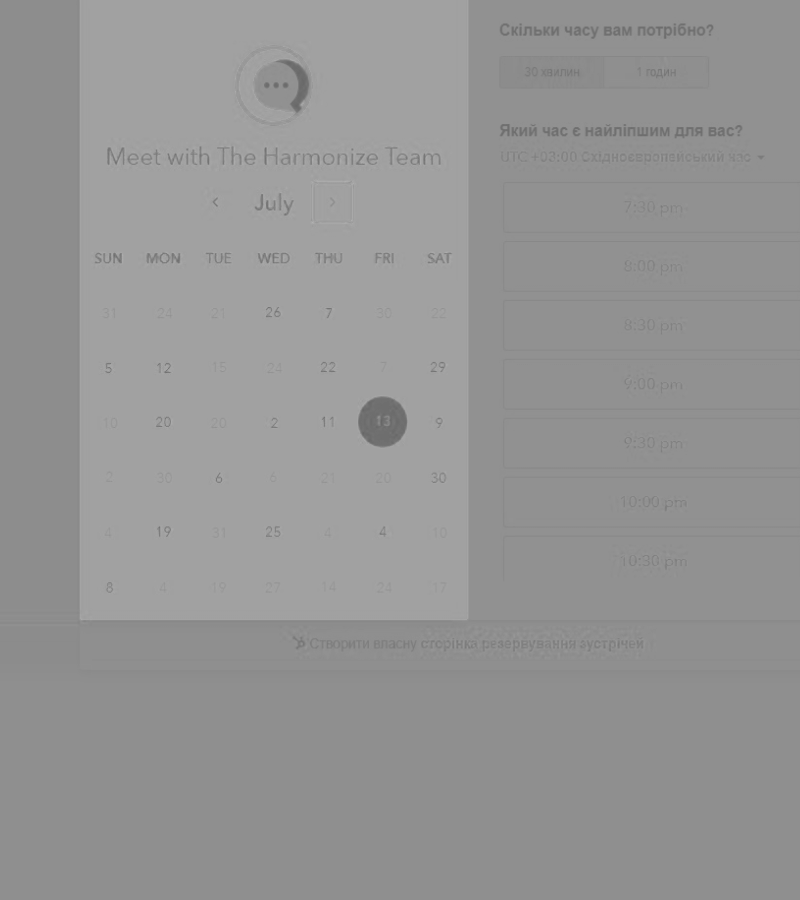 Meet with The Harmonize Team
July
SUN MON TUE WED THU FRI SAT
31 24 21 26 7 30 22
5 12 15 24 22 7 29
10 20 20 2 11 13 9
2 30 6 6 21 20 30
4 19 31 25 4 4 10
8 4 19 27 14 24 17
Скільки часу вам потрібно?
30 хвилин 1 годин
Який час є найліпшим для вас?
UTC +03:00 Східноєвропейський час
7:30 pm
8:00 pm
8:30 pm
9:00 pm
9:30 pm
10:00 pm
10:30 pm
Створити власну сторінка резервування зустрічей